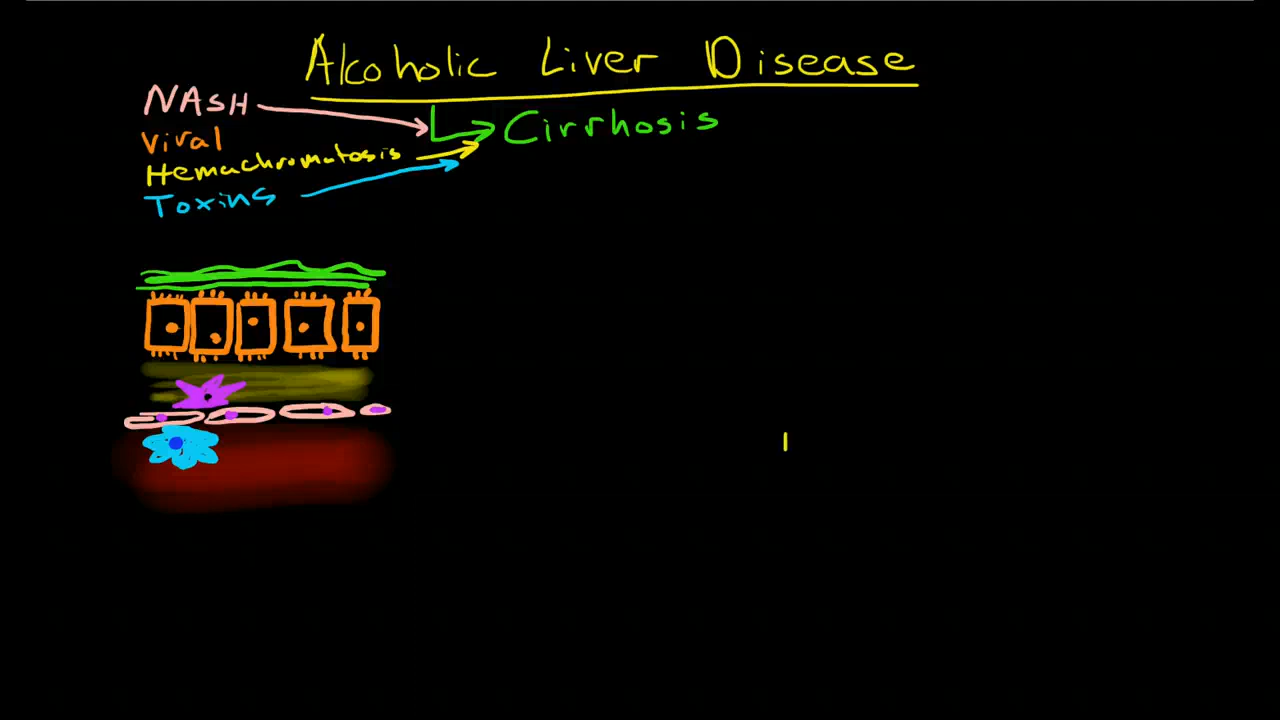 Alcoholic Liver Disease
NASH
Cirrhosis
Viral
Hemachromatosis
Toxins